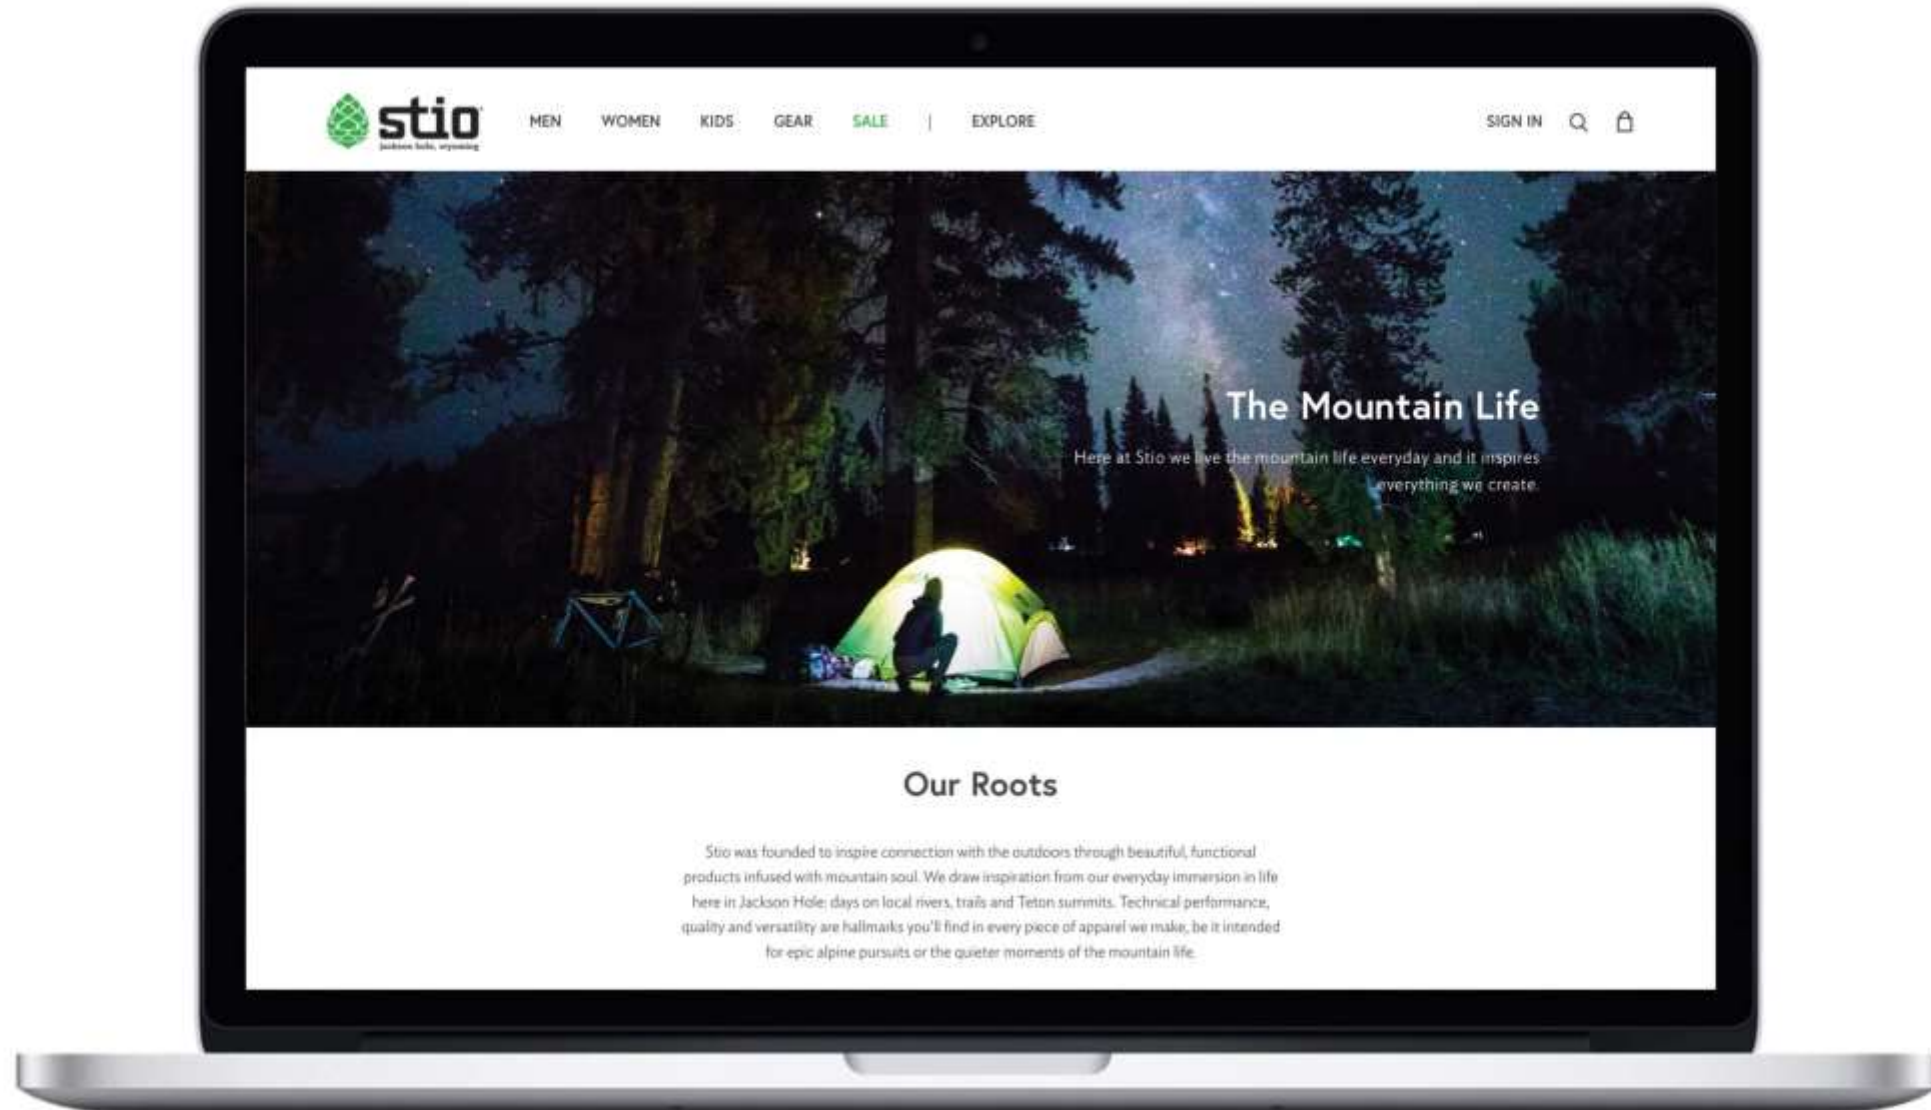 stio
jackson hole, wyoming
MEN WOMEN KIDS GEAR SALE | EXPLORE SIGN IN
The Mountain Life
Here at Stio we live the mountain life everyday and it inspires
everything we create.
Our Roots
Stio was founded to inspire connection with the outdoors through beautiful, functional
products infused with mountain soul. We draw inspiration from our everyday immersion in life
here in Jackson Hole: days on local rivers, trails and Teton summits. Technical performance,
quality and versatility are hallmarks you'll find in every piece of apparel we make, be it intended
for epic alpine pursuits or the quieter moments of the mountain life.